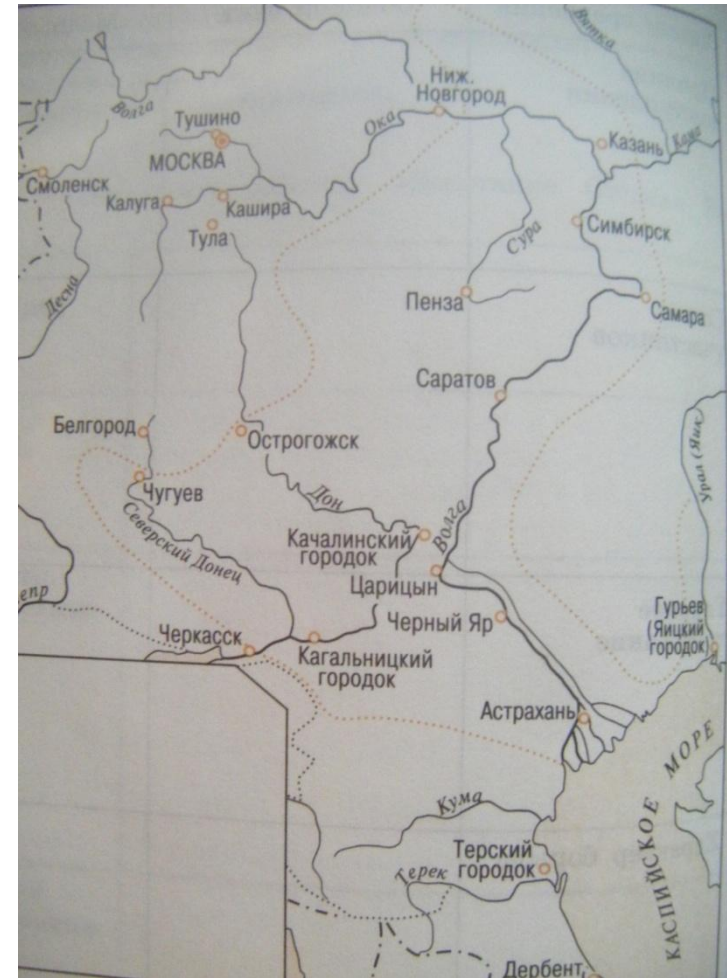 Вятка
Волга
Ниж.
Новгород
Тушино
Ока
Казань
Кама
МОСКВА
Смоленск
Калуга
Кашира
Симбирск
Тула
Сура
Десна
Пенза
Самара
Саратов
Белгород
Острогожск
Урал (Яик)
Чугуев
Дон
Волга
Северский Донец
Качалинский
городок
Царицын
епр
Черный Яр
Гурьев
(Яицкий
городок)
Черкасск
Кагальницкий
городок
Астрахань
КАСПИЙСКОЕ МОРЕ
Кума
Терский
городок
Терек
Дербент